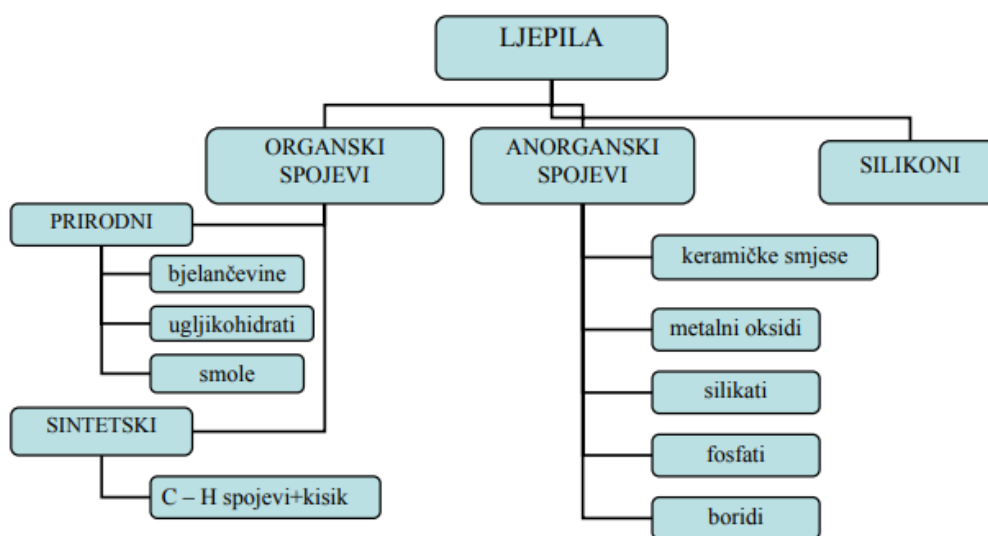 LJEPILA
ORGANSKI
SPOJEVI
ANORGANSKI
SPOJEVI
SILIKONI
PRIRODNI
bjelančevine
ugljikohidrati
smole
SINTETSKI
C – H spojevi+kisik
keramičke smjese
metalni oksidi
silikati
fosfati
boridi